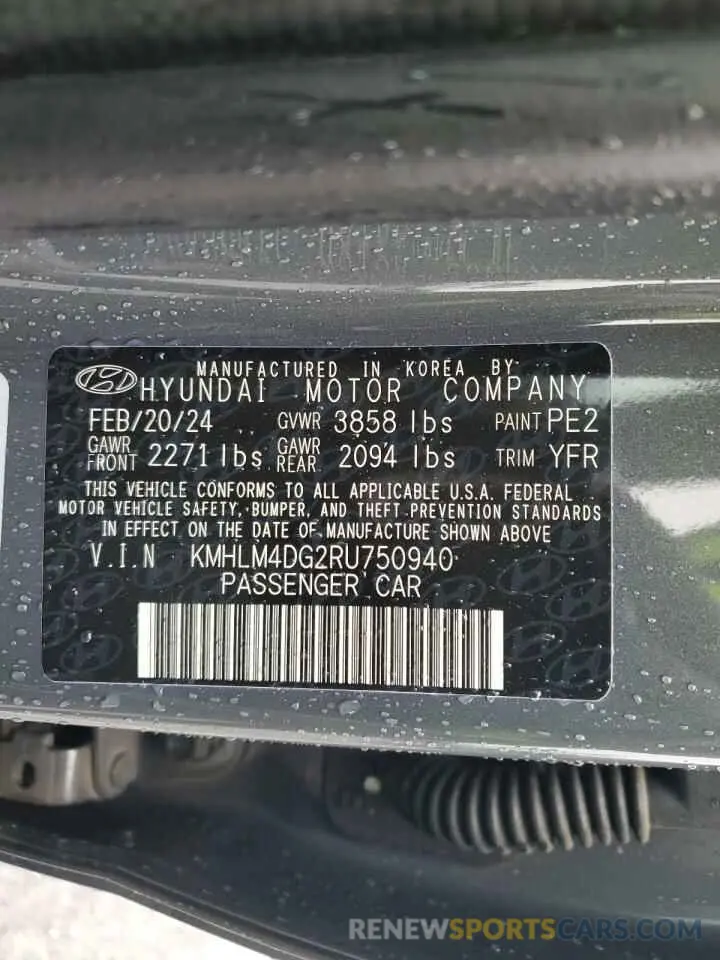 MANUFACTURED IN KOREA BY
HYUNDAI MOTOR COMPANY
FEB/20/24 GVWR 3858 lbs PAINT PE2
GAWR FRONT 2271 lbs GAWR REAR 2094 lbs TRIM YFR
THIS VEHICLE CONFORMS TO ALL APPLICABLE U.S.A. FEDERAL
MOTOR VEHICLE SAFETY, BUMPER, AND THEFT PREVENTION STANDARDS
IN EFFECT ON THE DATE OF MANUFACTURE SHOWN ABOVE
V.I.N KMHLM4DG2RU750940
PASSENGER CAR
RENEWSPORTSCARS.COM